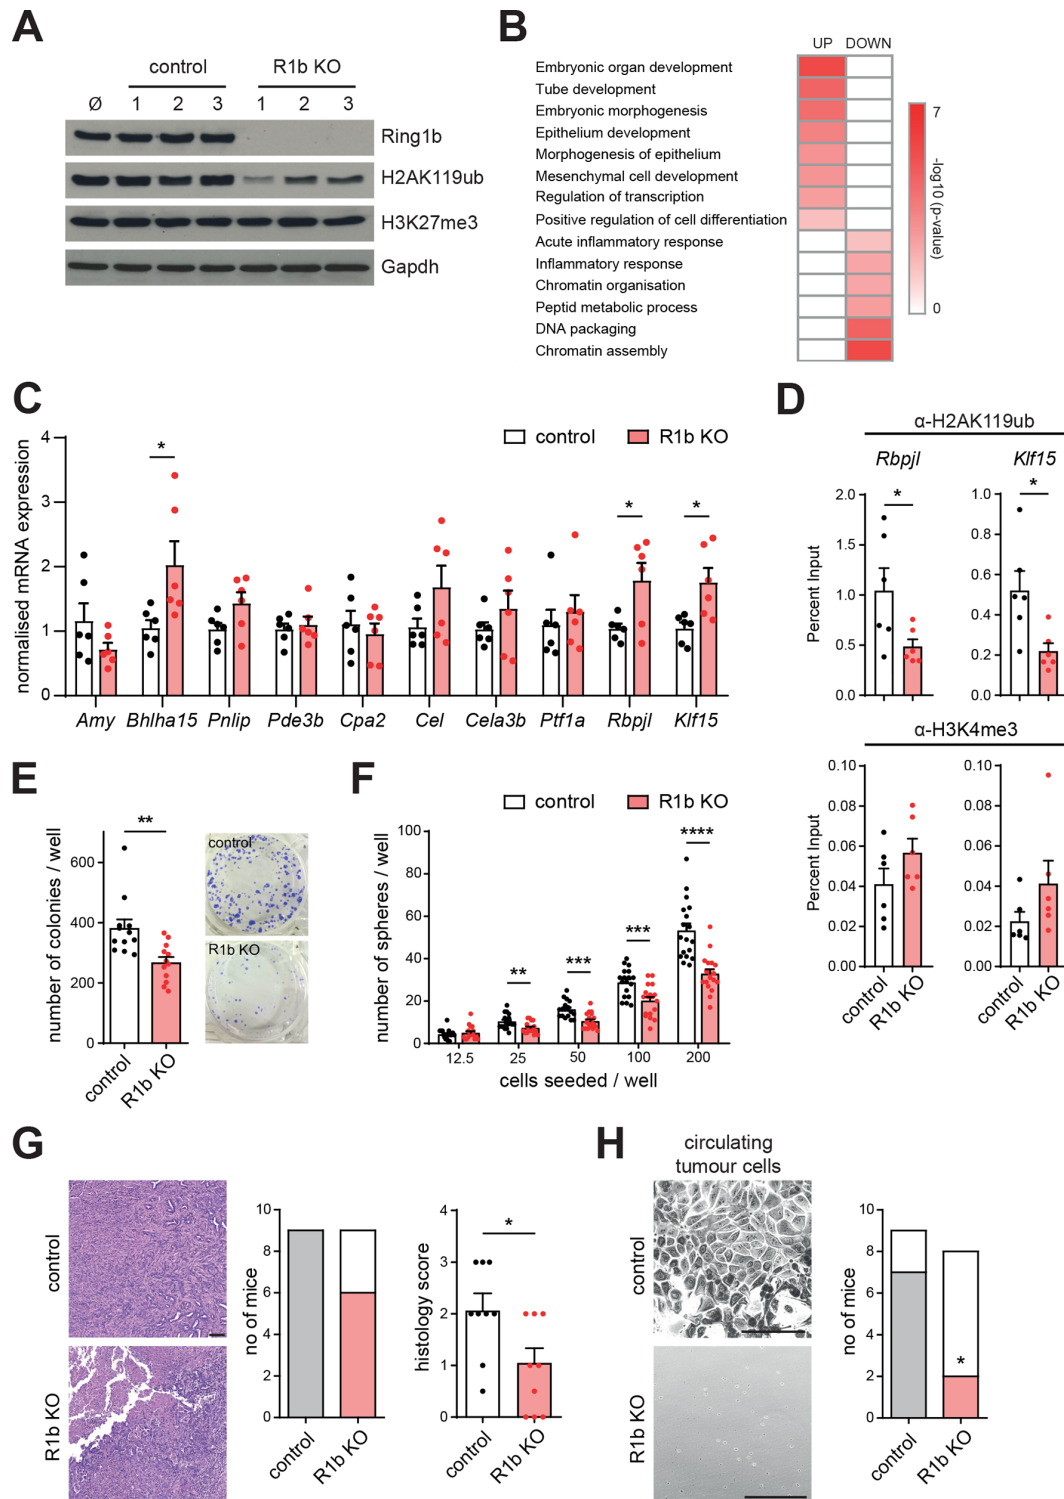 A
control R1b KO
Ø 1 2 3 1 2 3
Ring1b
H2AK119ub
H3K27me3
Gapdh
B
UP DOWN
Embryonic organ development
Tube development
Embryonic morphogenesis
Epithelium development
Morphogenesis of epithelium
Mesenchymal cell development
Regulation of transcription
Positive regulation of cell differentiation
Acute inflammatory response
Inflammatory response
Chromatin organisation
Peptid metabolic process
DNA packaging
Chromatin assembly
7
-log10 (p-value)
0
C
control R1b KO
normalised mRNA expression
4
3
2
1
0
* * *
Amy Bhlha15 Pnlip Pde3b Cpa2 Cel Cela3b Ptf1a Rbpjl Klf15
D
α-H2AK119ub
Rbpjl Klf15
Percent Input
2.0
1.5
1.0
0.5
0.0
*
1.0
0.8
0.6
0.4
0.2
0.0
*
α-H3K4me3
Percent Input
0.10
0.08
0.06
0.04
0.02
0.00
0.10
0.08
0.06
0.04
0.02
0.00
control R1b KO control R1b KO
E
number of colonies / well
600
400
200
0
**
control R1b KO
control
R1b KO
F
control R1b KO
number of spheres / well
100
80
60
40
20
0
** *** *** ****
12.5 25 50 100 200
cells seeded / well
G
control
R1b KO
no of mice
10
8
6
4
2
0
control R1b KO
histology score
4
3
2
1
0
*
control R1b KO
H
circulating
tumour cells
control
R1b KO
no of mice
10
8
6
4
2
0
*
control R1b KO